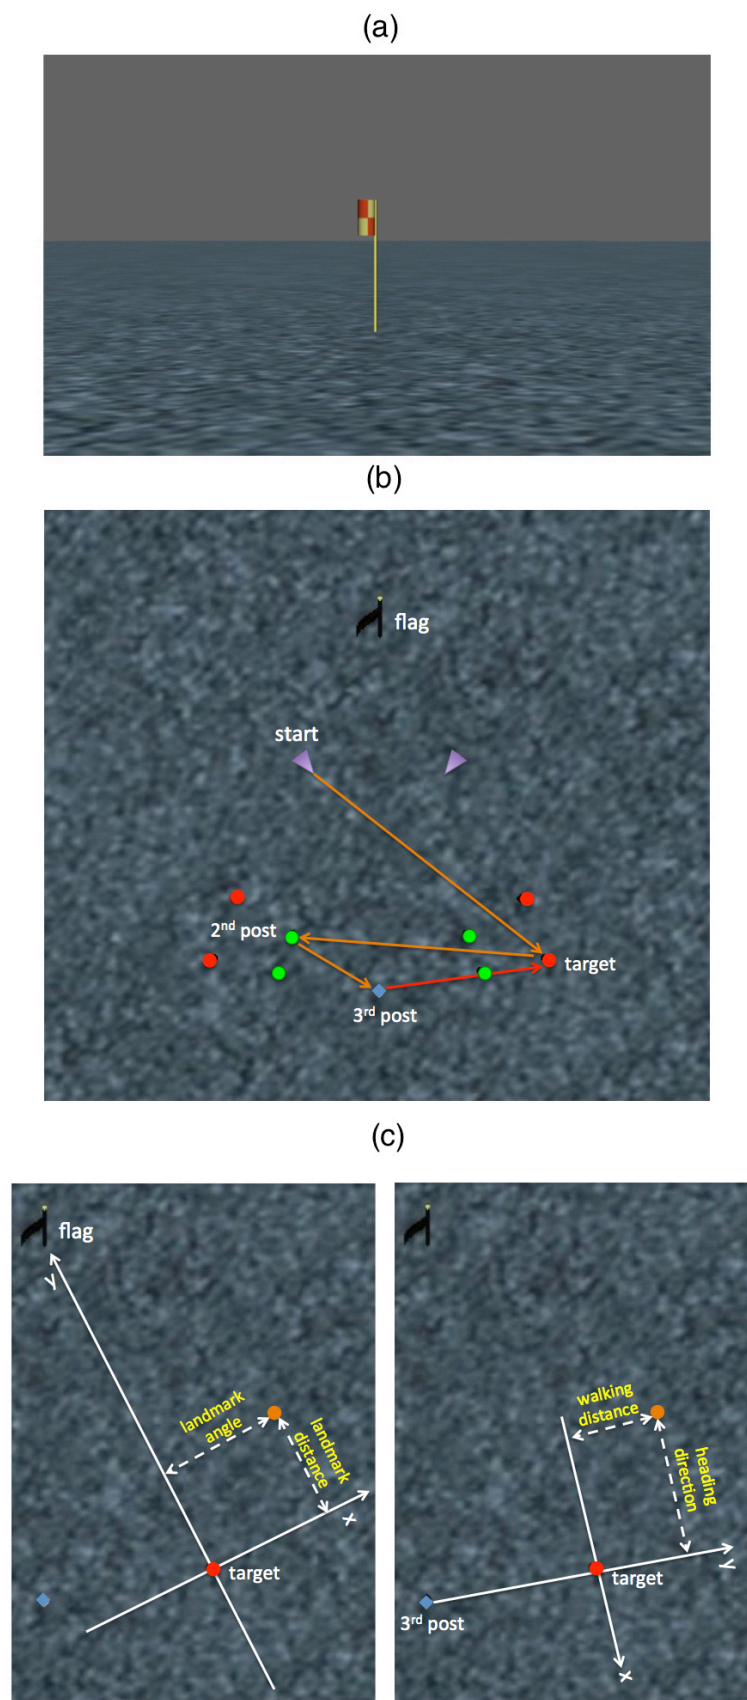 (a)
(b)
flag
start
2nd post
target
3rd post
(c)
flag
y
landmark
angle
landmark
distance
x
target
walking
distance
heading
direction
y
target
3rd post
x